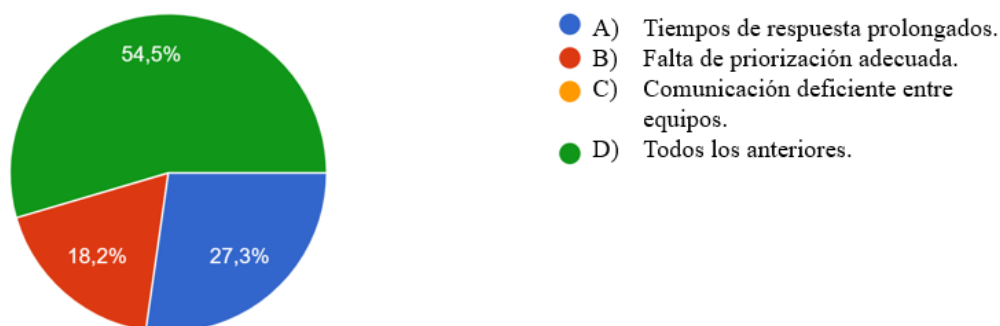 54,5%
18,2%
27,3%
A) Tiempos de respuesta prolongados.
B) Falta de priorización adecuada.
C) Comunicación deficiente entre
equipos.
D) Todos los anteriores.